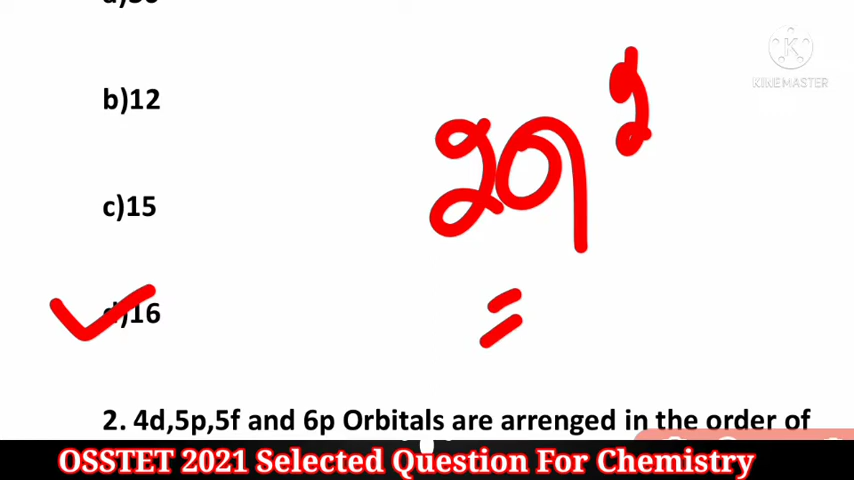 b)12
c)15
d)16
2. 4d,5p,5f and 6p Orbitals are arrenged in the order of
OSSTET 2021 Selected Question For Chemistry
KINEMASTER
=